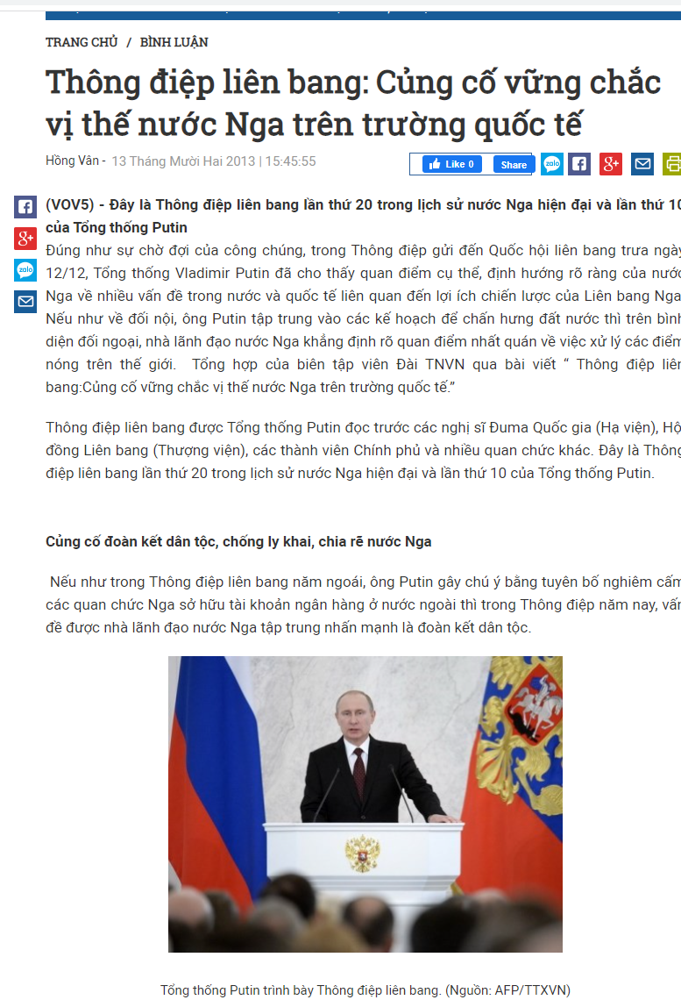 TRANG CHỦ / BÌNH LUẬN
Thông điệp liên bang: Củng cố vững chắc
vị thế nước Nga trên trường quốc tế
Hồng Vân - 13 Tháng Mười Hai 2013 | 15:45:55
Like 0
Share
zalo
g+
(VOV5) - Đây là Thông điệp liên bang lần thứ 20 trong lịch sử nước Nga hiện đại và lần thứ 10
của Tổng thống Putin
Đúng như sự chờ đợi của công chúng, trong Thông điệp gửi đến Quốc hội liên bang trưa ngày
12/12, Tổng thống Vladimir Putin đã cho thấy quan điểm cụ thể, định hướng rõ ràng của nước
Nga về nhiều vấn đề trong nước và quốc tế liên quan đến lợi ích chiến lược của Liên bang Nga
Nếu như về đối nội, ông Putin tập trung vào các kế hoạch để chấn hưng đất nước thì trên bình
diện đối ngoại, nhà lãnh đạo nước Nga khẳng định rõ quan điểm nhất quán về việc xử lý các điểm
nóng trên thế giới. Tổng hợp của biên tập viên Đài TNVN qua bài viết “ Thông điệp liên
bang:Củng cố vững chắc vị thế nước Nga trên trường quốc tế.”
Thông điệp liên bang được Tổng thống Putin đọc trước các nghị sĩ Đuma Quốc gia (Hạ viện), Hộ
đồng Liên bang (Thượng viện), các thành viên Chính phủ và nhiều quan chức khác. Đây là Thông
điệp liên bang lần thứ 20 trong lịch sử nước Nga hiện đại và lần thứ 10 của Tổng thống Putin.
Củng cố đoàn kết dân tộc, chống ly khai, chia rẽ nước Nga
Nếu như trong Thông điệp liên bang năm ngoái, ông Putin gây chú ý bằng tuyên bố nghiêm cấm
các quan chức Nga sở hữu tài khoản ngân hàng ở nước ngoài thì trong Thông điệp năm nay, vấn
đề được nhà lãnh đạo nước Nga tập trung nhấn mạnh là đoàn kết dân tộc.
Tổng thống Putin trình bày Thông điệp liên bang. (Nguồn: AFP/TTXVN)